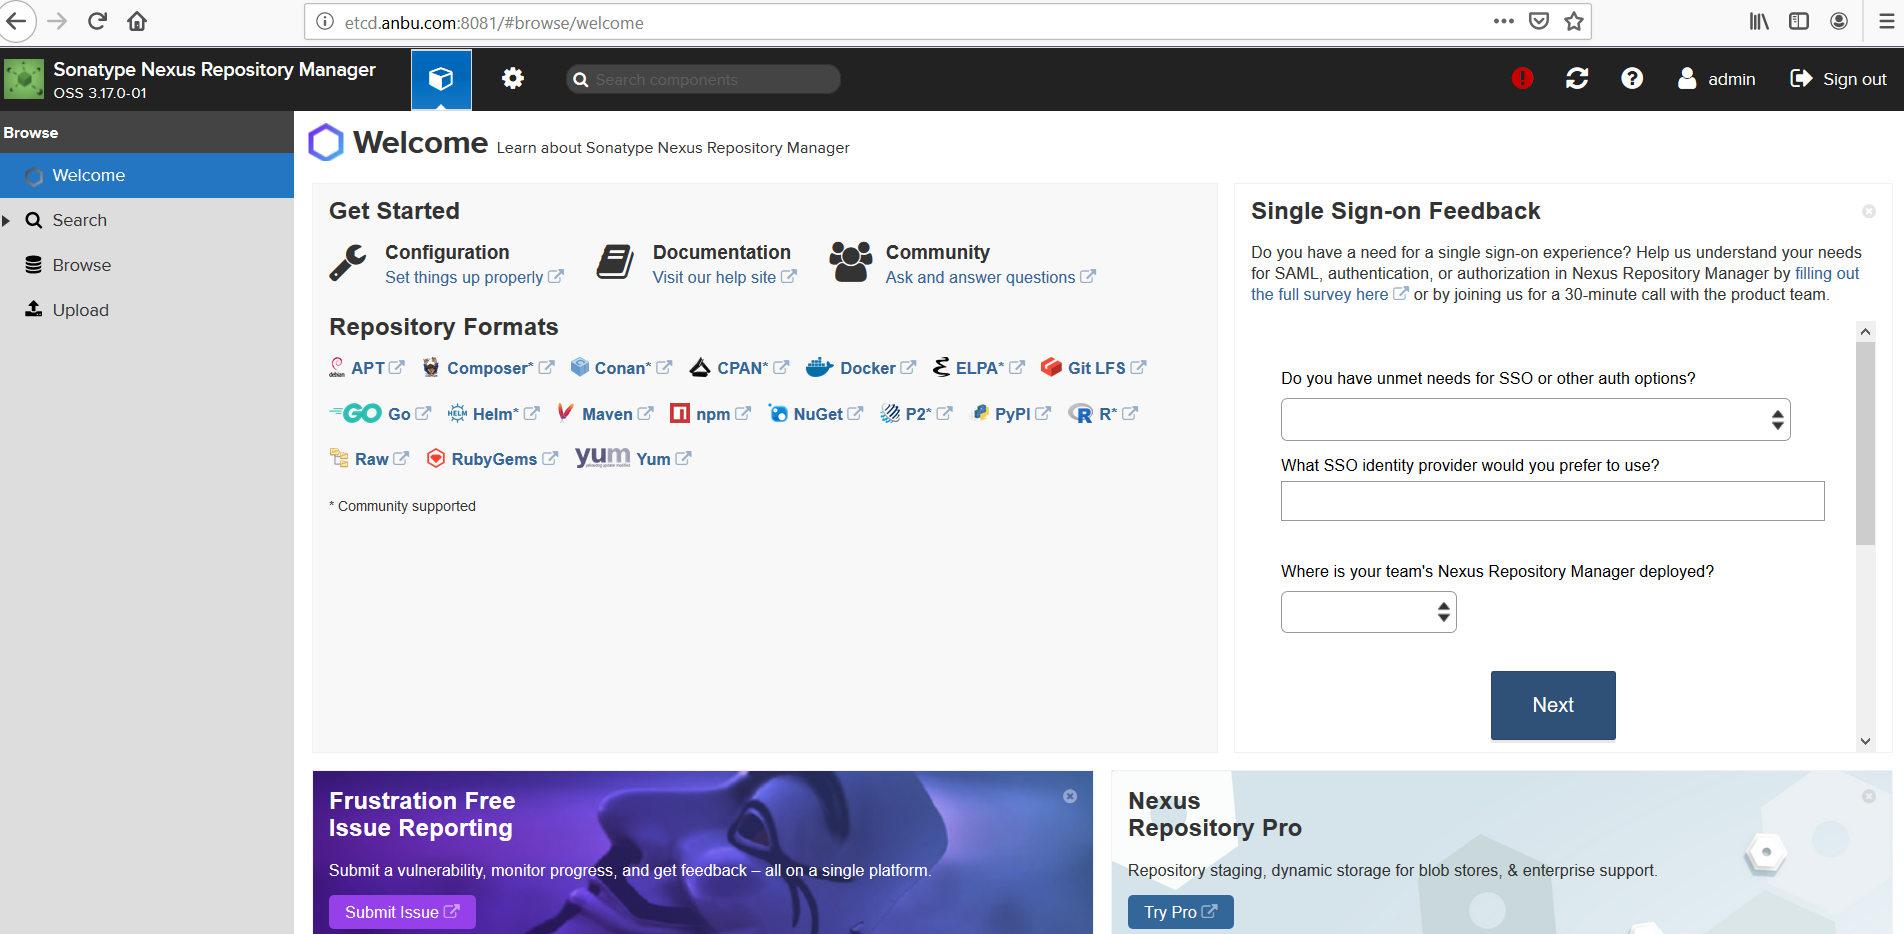 etcd.anbu.com:8081/#browse/welcome
Sonatype Nexus Repository Manager
OSS 3.17.0-01
Search components
admin
Sign out
Browse
Welcome
Search
Browse
Upload
Welcome Learn about Sonatype Nexus Repository Manager
Get Started
Configuration
Set things up properly
Documentation
Visit our help site
Community
Ask and answer questions
Repository Formats
debian APT Composer* Conan* CPAN* Docker ELPA* Git LFS
GO Go HELM Helm* Maven npm NuGet P2* PyPI R R*
Raw RubyGems yum Yum
* Community supported
Single Sign-on Feedback
Do you have a need for a single sign-on experience? Help us understand your needs
for SAML, authentication, or authorization in Nexus Repository Manager by filling out
the full survey here or by joining us for a 30-minute call with the product team.
Do you have unmet needs for SSO or other auth options?
What SSO identity provider would you prefer to use?
Where is your team's Nexus Repository Manager deployed?
Next
Frustration Free
Issue Reporting
Submit a vulnerability, monitor progress, and get feedback – all on a single platform.
Submit Issue
Nexus
Repository Pro
Repository staging, dynamic storage for blob stores, & enterprise support.
Try Pro